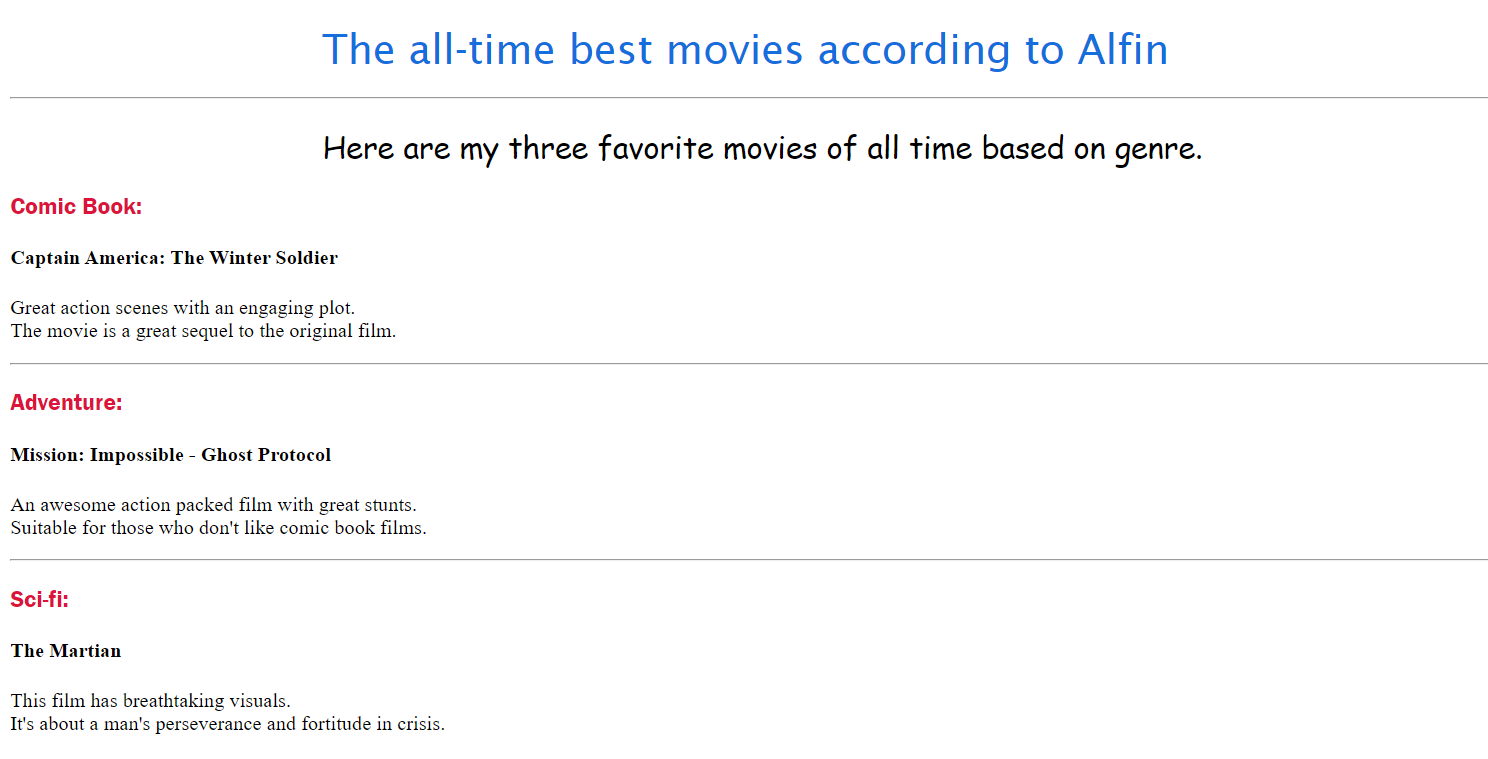 The all-time best movies according to Alfin
Here are my three favorite movies of all time based on genre.
Comic Book:
Captain America: The Winter Soldier
Great action scenes with an engaging plot.
The movie is a great sequel to the original film.
Adventure:
Mission: Impossible - Ghost Protocol
An awesome action packed film with great stunts.
Suitable for those who don't like comic book films.
Sci-fi:
The Martian
This film has breathtaking visuals.
It's about a man's perseverance and fortitude in crisis.